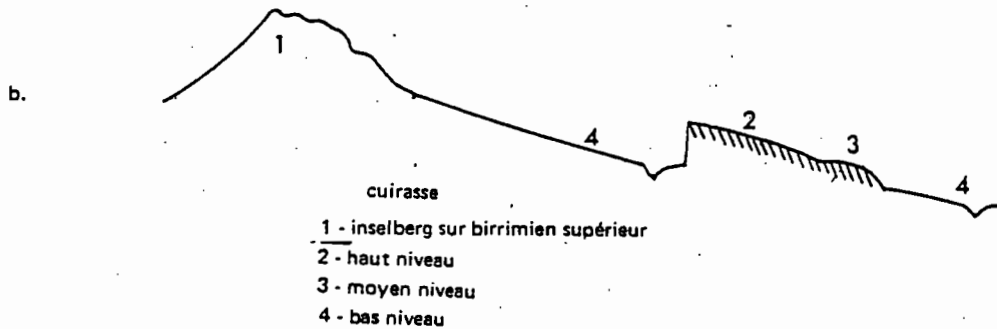 1
b.
2
3
4
4
cuirasse
1 - inselberg sur birrimien supérieur
2 - haut niveau
3 - moyen niveau
4 - bas niveau